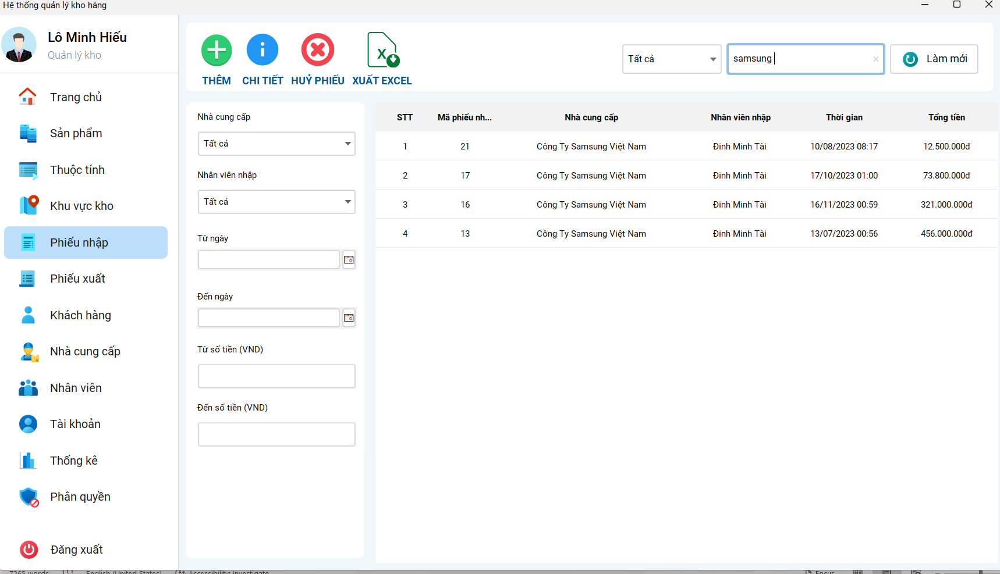 Hệ thống quản lý kho hàng
Lô Minh Hiếu
Quản lý kho
Trang chủ
Sản phẩm
Thuộc tính
Khu vực kho
Phiếu nhập
Phiếu xuất
Khách hàng
Nhà cung cấp
Nhân viên
Tài khoản
Thống kê
Phân quyền
Đăng xuất
THÊM CHI TIẾT HUỶ PHIẾU XUẤT EXCEL
Tất cả samsung Làm mới
Nhà cung cấp
Tất cả
Nhân viên nhập
Tất cả
Từ ngày
Đến ngày
Từ số tiền (VND)
Đến số tiền (VND)
STT Mã phiếu nh... Nhà cung cấp Nhân viên nhập Thời gian Tổng tiền
1 21 Công Ty Samsung Việt Nam Đinh Minh Tài 10/08/2023 08:17 12.500.000đ
2 17 Công Ty Samsung Việt Nam Đinh Minh Tài 17/10/2023 01:00 73.800.000đ
3 16 Công Ty Samsung Việt Nam Đinh Minh Tài 16/11/2023 00:59 321.000.000đ
4 13 Công Ty Samsung Việt Nam Đinh Minh Tài 13/07/2023 00:56 456.000.000đ
7265 words English (United States) Accessibility: Investigate Focus